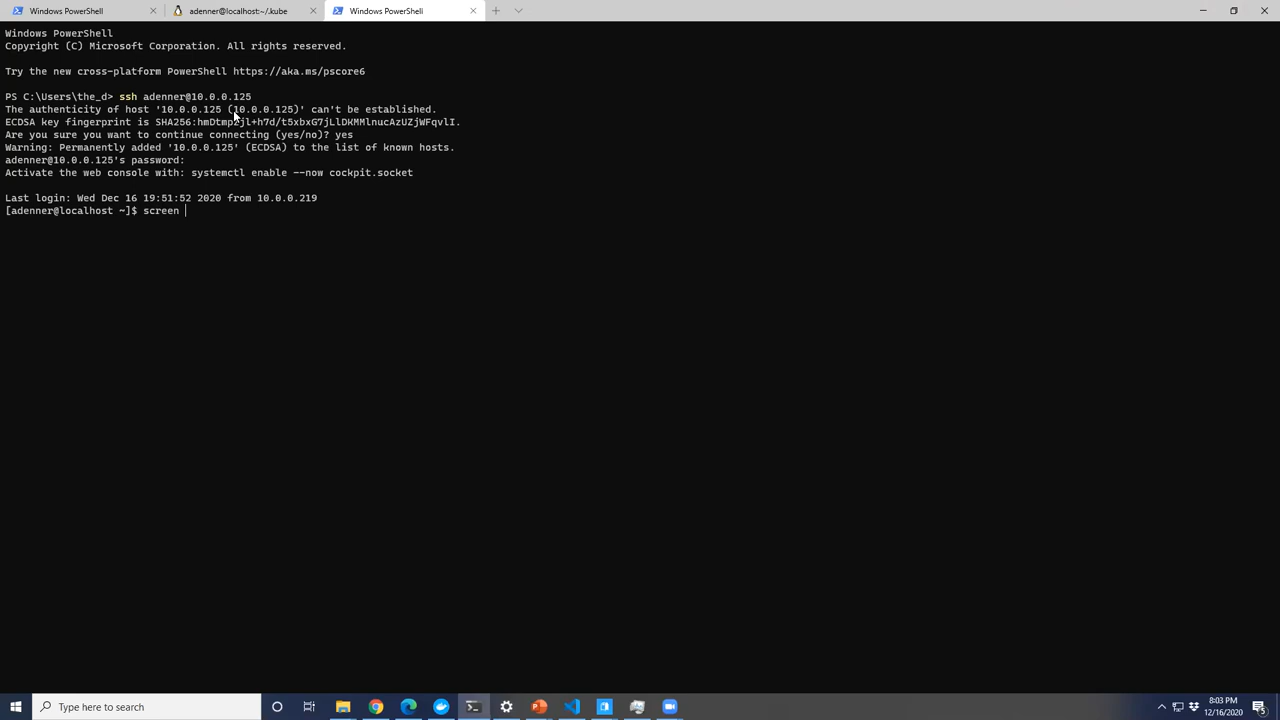 Windows PowerShell
adenner@localhost:~/.kube
Windows PowerShell
Windows PowerShell
Copyright (C) Microsoft Corporation. All rights reserved.
Try the new cross-platform PowerShell https://aka.ms/pscore6
PS C:\Users\the_d> ssh adenner@10.0.0.125
The authenticity of host '10.0.0.125 (10.0.0.125)' can't be established.
ECDSA key fingerprint is
Are you sure you want to continue connecting (yes/no)? yes
Warning: Permanently added '10.0.0.125' (ECDSA) to the list of known hosts.
adenner@10.0.0.125's password:
Activate the web console with: systemctl enable --now cockpit.socket
Last login: Wed Dec 16 19:51:52 2020 from 10.0.0.219
[adenner@localhost ~]$ screen
Type here to search
8:03 PM
12/16/2020